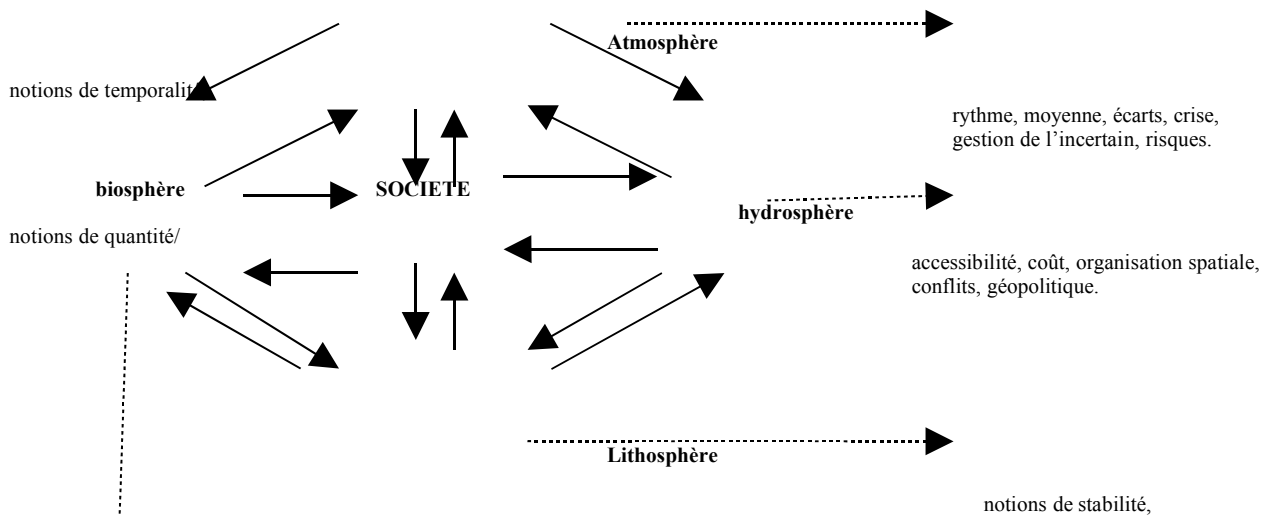 Atmosphère
notions de temporalité/
rythme, moyenne, écarts, crise,
gestion de l’incertain, risques.
biosphère
SOCIETE
hydrosphère
notions de quantité/
accessibilité, coût, organisation spatiale,
conflits, géopolitique.
Lithosphère
notions de stabilité,